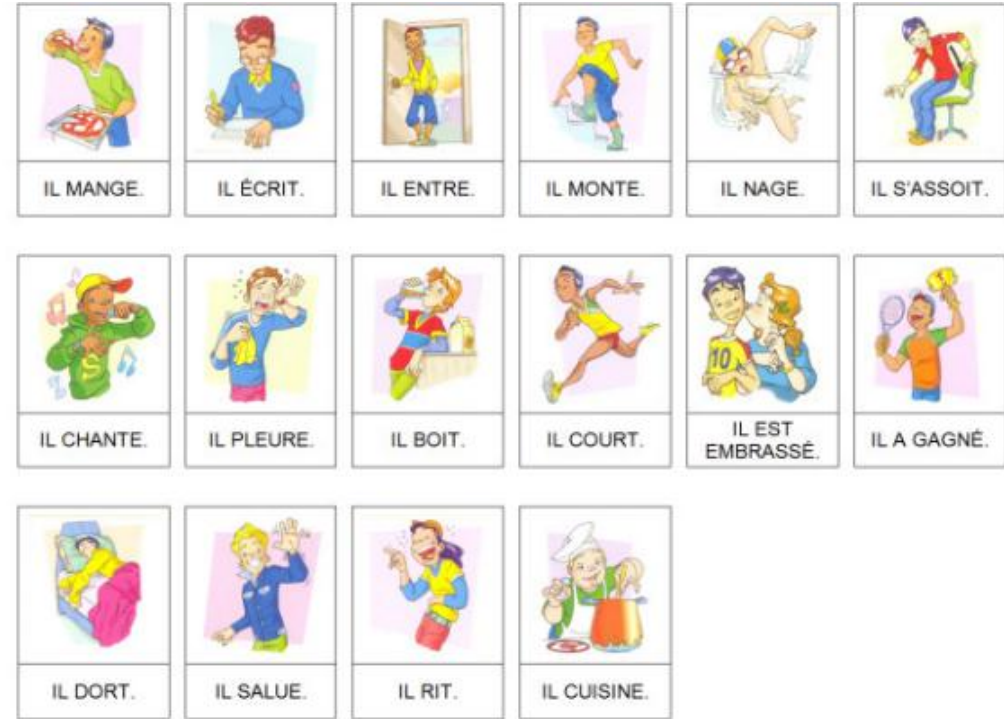 IL MANGE.
IL ÉCRIT.
IL ENTRE.
IL MONTE.
IL NAGE.
IL S'ASSOIT.
S
10
IL CHANTE.
IL PLEURE.
IL BOIT.
IL COURT.
IL EST
EMBRASSÉ.
IL A GAGNÉ.
IL DORT.
IL SALUE.
IL RIT.
IL CUISINE.